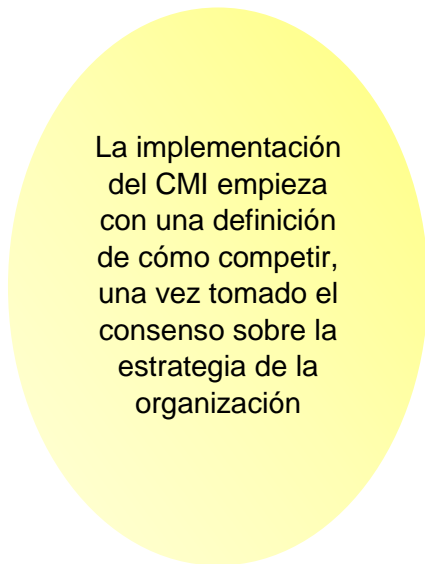 La implementación
del CMI empieza
con una definición
de cómo competir,
una vez tomado el
consenso sobre la
estrategia de la
organización